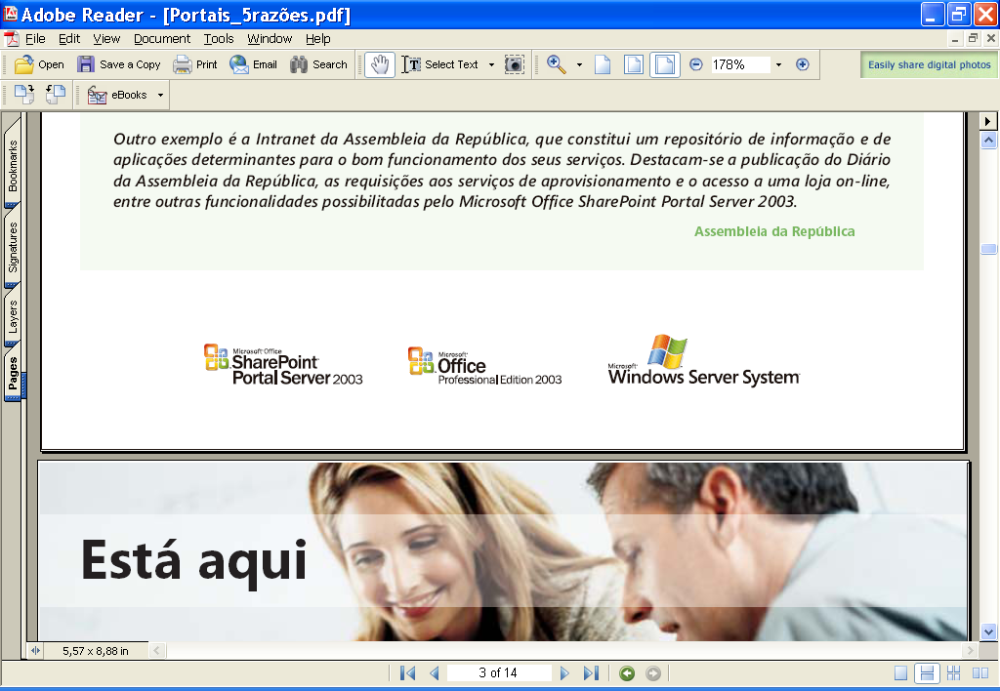 Adobe Reader - [Portais_5razões.pdf]
File Edit View Document Tools Window Help
Open Save a Copy Print Email Search Select Text 178% Easily share digital photos
eBooks
Bookmarks
Signatures
Layers
Pages
Outro exemplo é a Intranet da Assembleia da República, que constitui um repositório de informação e de
aplicações determinantes para o bom funcionamento dos seus serviços. Destacam-se a publicação do Diário
da Assembleia da República, as requisições aos serviços de aprovisionamento e o acesso a uma loja on-line,
entre outras funcionalidades possibilitadas pelo Microsoft Office SharePoint Portal Server 2003.
Assembleia da República
Microsoft Office
SharePoint
Portal Server 2003
Microsoft
Office
Professional Edition 2003
Microsoft
Windows Server System
Está aqui
5,57 x 8,88 in
3 of 14